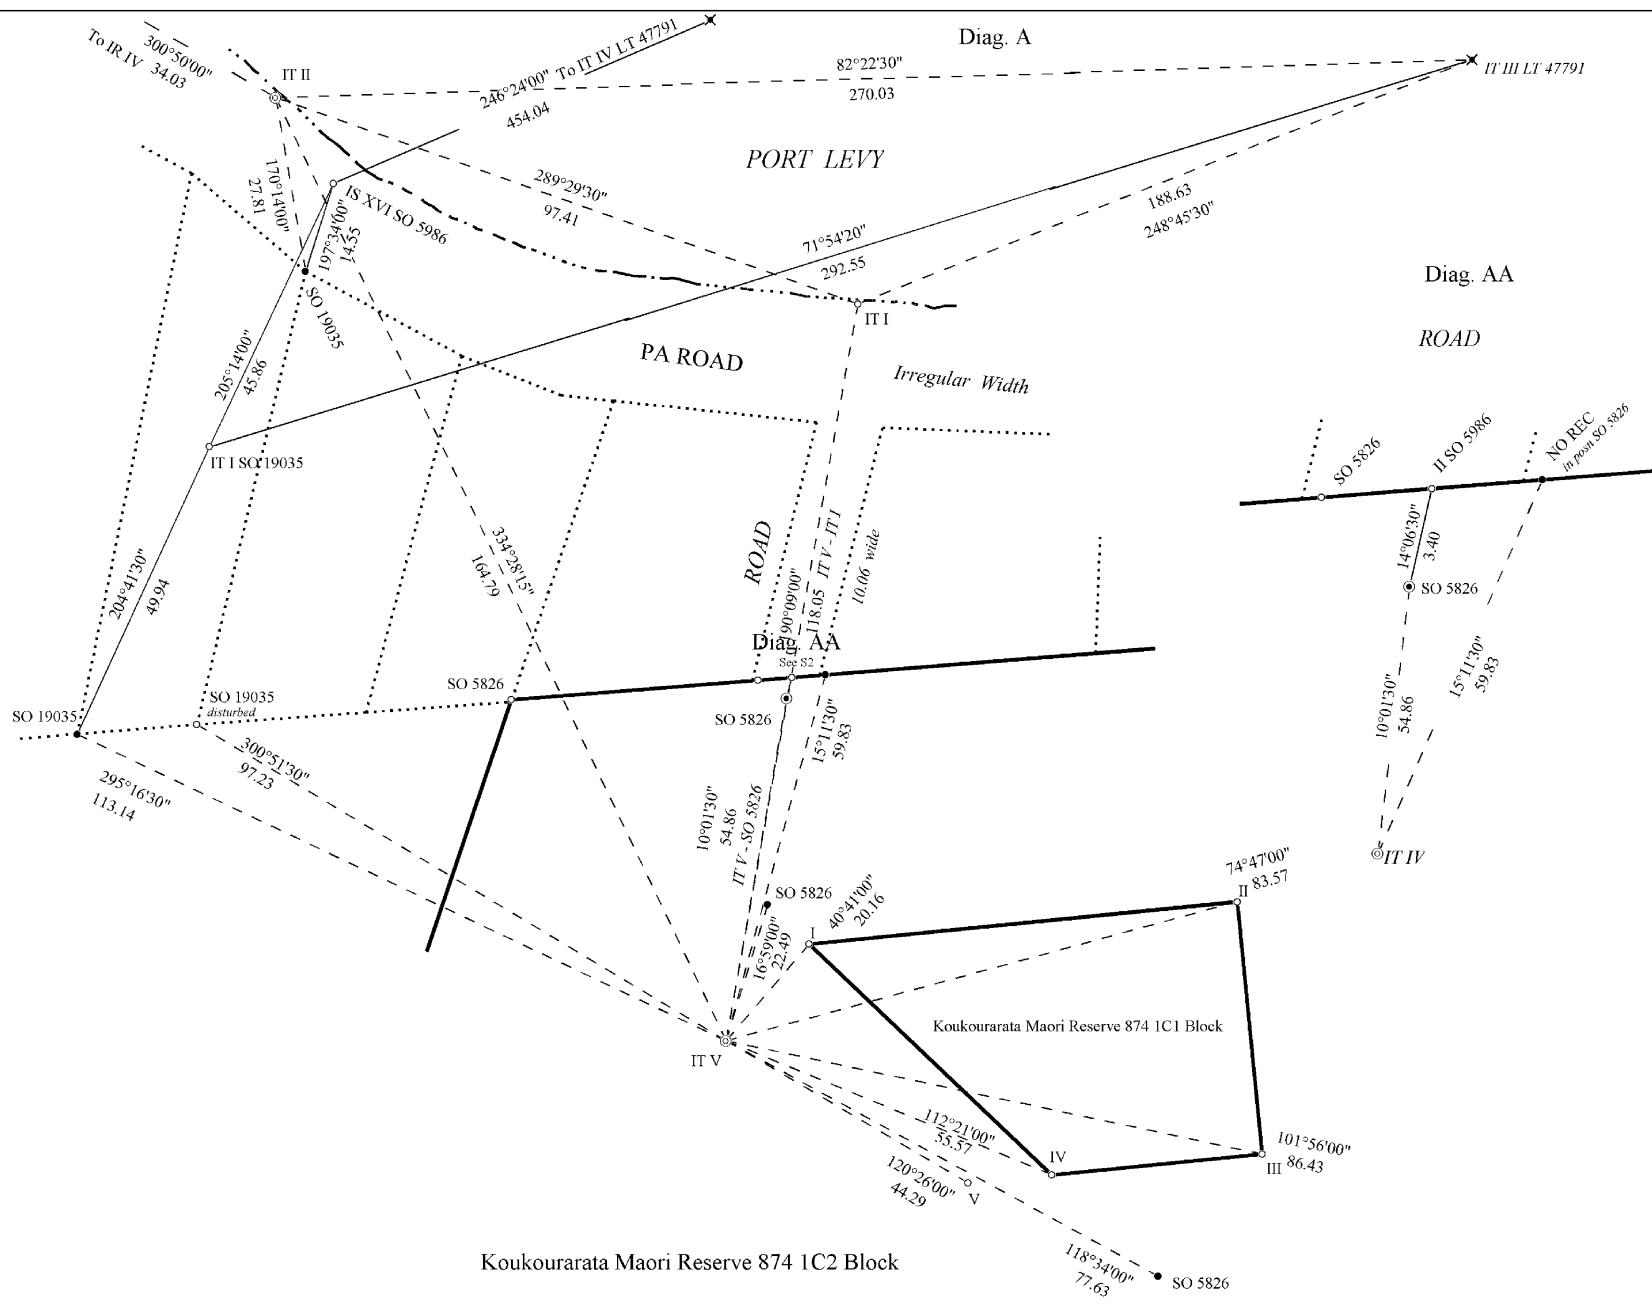 Diag. A
300°50'00"
To IR IV 34.03
IT II
246°24'00" To IT IV LT 47791
454.04
82°22'30"
270.03
IT III LT 47791
PORT LEVY
170°14'00"
27.81
IS XVI SO 5986
197°34'00"
14.55
289°29'30"
97.41
188.63
248°45'30"
71°54'20"
292.55
Diag. AA
ROAD
SO 19035
IT I
205°14'00"
45.86
PA ROAD
Irregular Width
IT I SO 19035
SO 5826
II SO 5986
NO REC
in posn SO 5826
14°06'30"
3.40
SO 5826
334°28'15"
164.79
ROAD
190°09'00"
118.05 IT V - IT I
10.06 wide
204°41'30"
49.94
Diag. AA
See S2
15°11'30"
59.83
10°01'30"
54.86
SO 19035
SO 19035
disturbed
SO 5826
SO 5826
15°11'30"
59.83
300°51'30"
97.23
295°16'30"
113.14
10°01'30"
54.86
IT V - SO 5826
IT IV
SO 5826
40°41'00"
20.16
I
74°47'00"
II 83.57
16°59'00"
22.49
Koukourarata Maori Reserve 874 1C1 Block
IT V
112°21'00"
55.57
IV
101°56'00"
III 86.43
120°26'00"
44.29
V
118°34'00"
77.63
SO 5826
Koukourarata Maori Reserve 874 1C2 Block